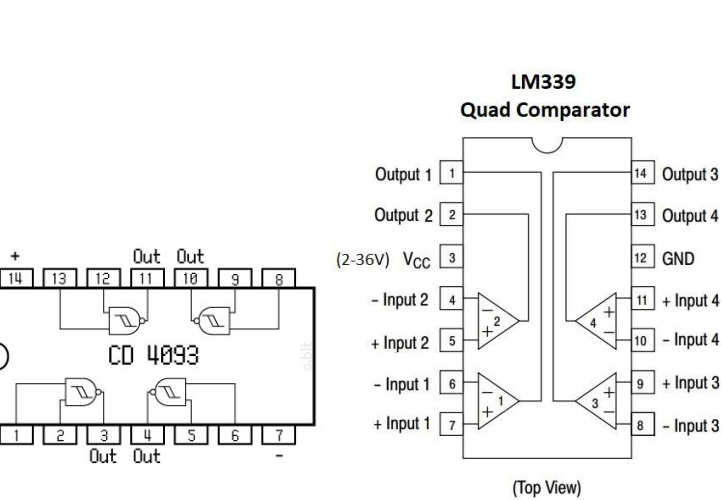 +
Out Out
14 13 12 11 10 9 8
CD 4093
1 2 3 4 5 6 7
Out Out -
LM339
Quad Comparator
Output 1 1 14 Output 3
Output 2 2 13 Output 4
(2-36V) VCC 3 12 GND
– Input 2 4 11 + Input 4
+ Input 2 5 10 – Input 4
– Input 1 6 9 + Input 3
+ Input 1 7 8 – Input 3
− + 2
+ − 4
− + 1
+ − 3
(Top View)